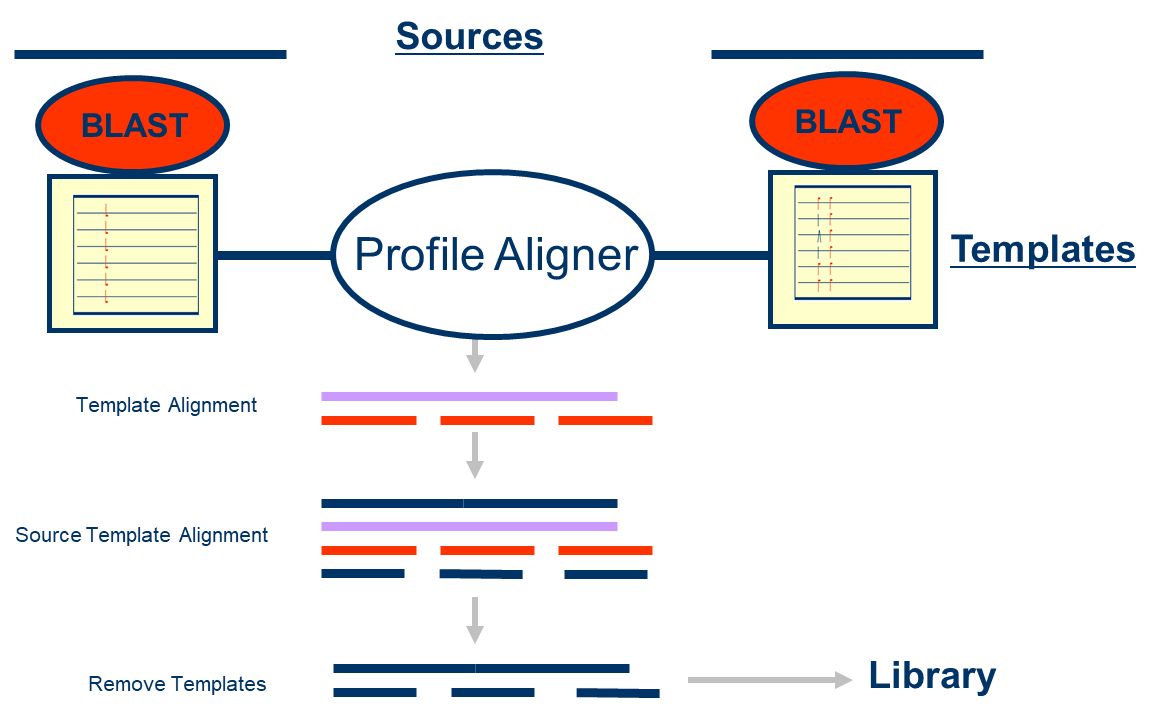 Sources
BLAST
BLAST
Profile Aligner
Templates
Template Alignment
Source Template Alignment
Remove Templates
Library